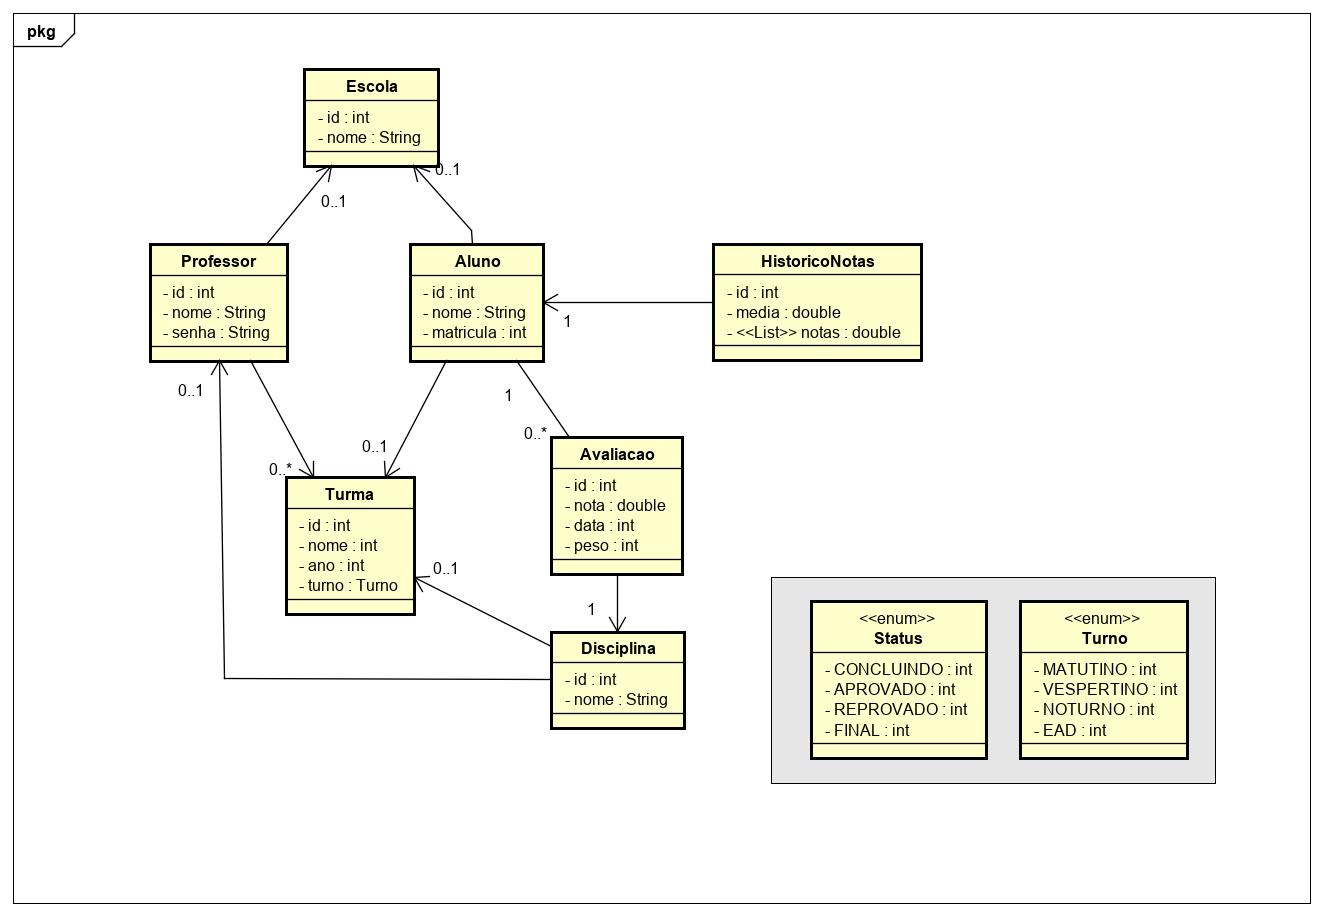 pkg
Escola
- id : int
- nome : String
0..1
0..1
Professor
- id : int
- nome : String
- senha : String
Aluno
- id : int
- nome : String
- matricula : int
HistoricoNotas
- id : int
- media : double
- <<List>> notas : double
1
0..1
1
0..1
0..*
0..*
Turma
- id : int
- nome : int
- ano : int
- turno : Turno
Avaliacao
- id : int
- nota : double
- data : int
- peso : int
0..1
1
Disciplina
- id : int
- nome : String
<<enum>>
Status
- CONCLUINDO : int
- APROVADO : int
- REPROVADO : int
- FINAL : int
<<enum>>
Turno
- MATUTINO : int
- VESPERTINO : int
- NOTURNO : int
- EAD : int